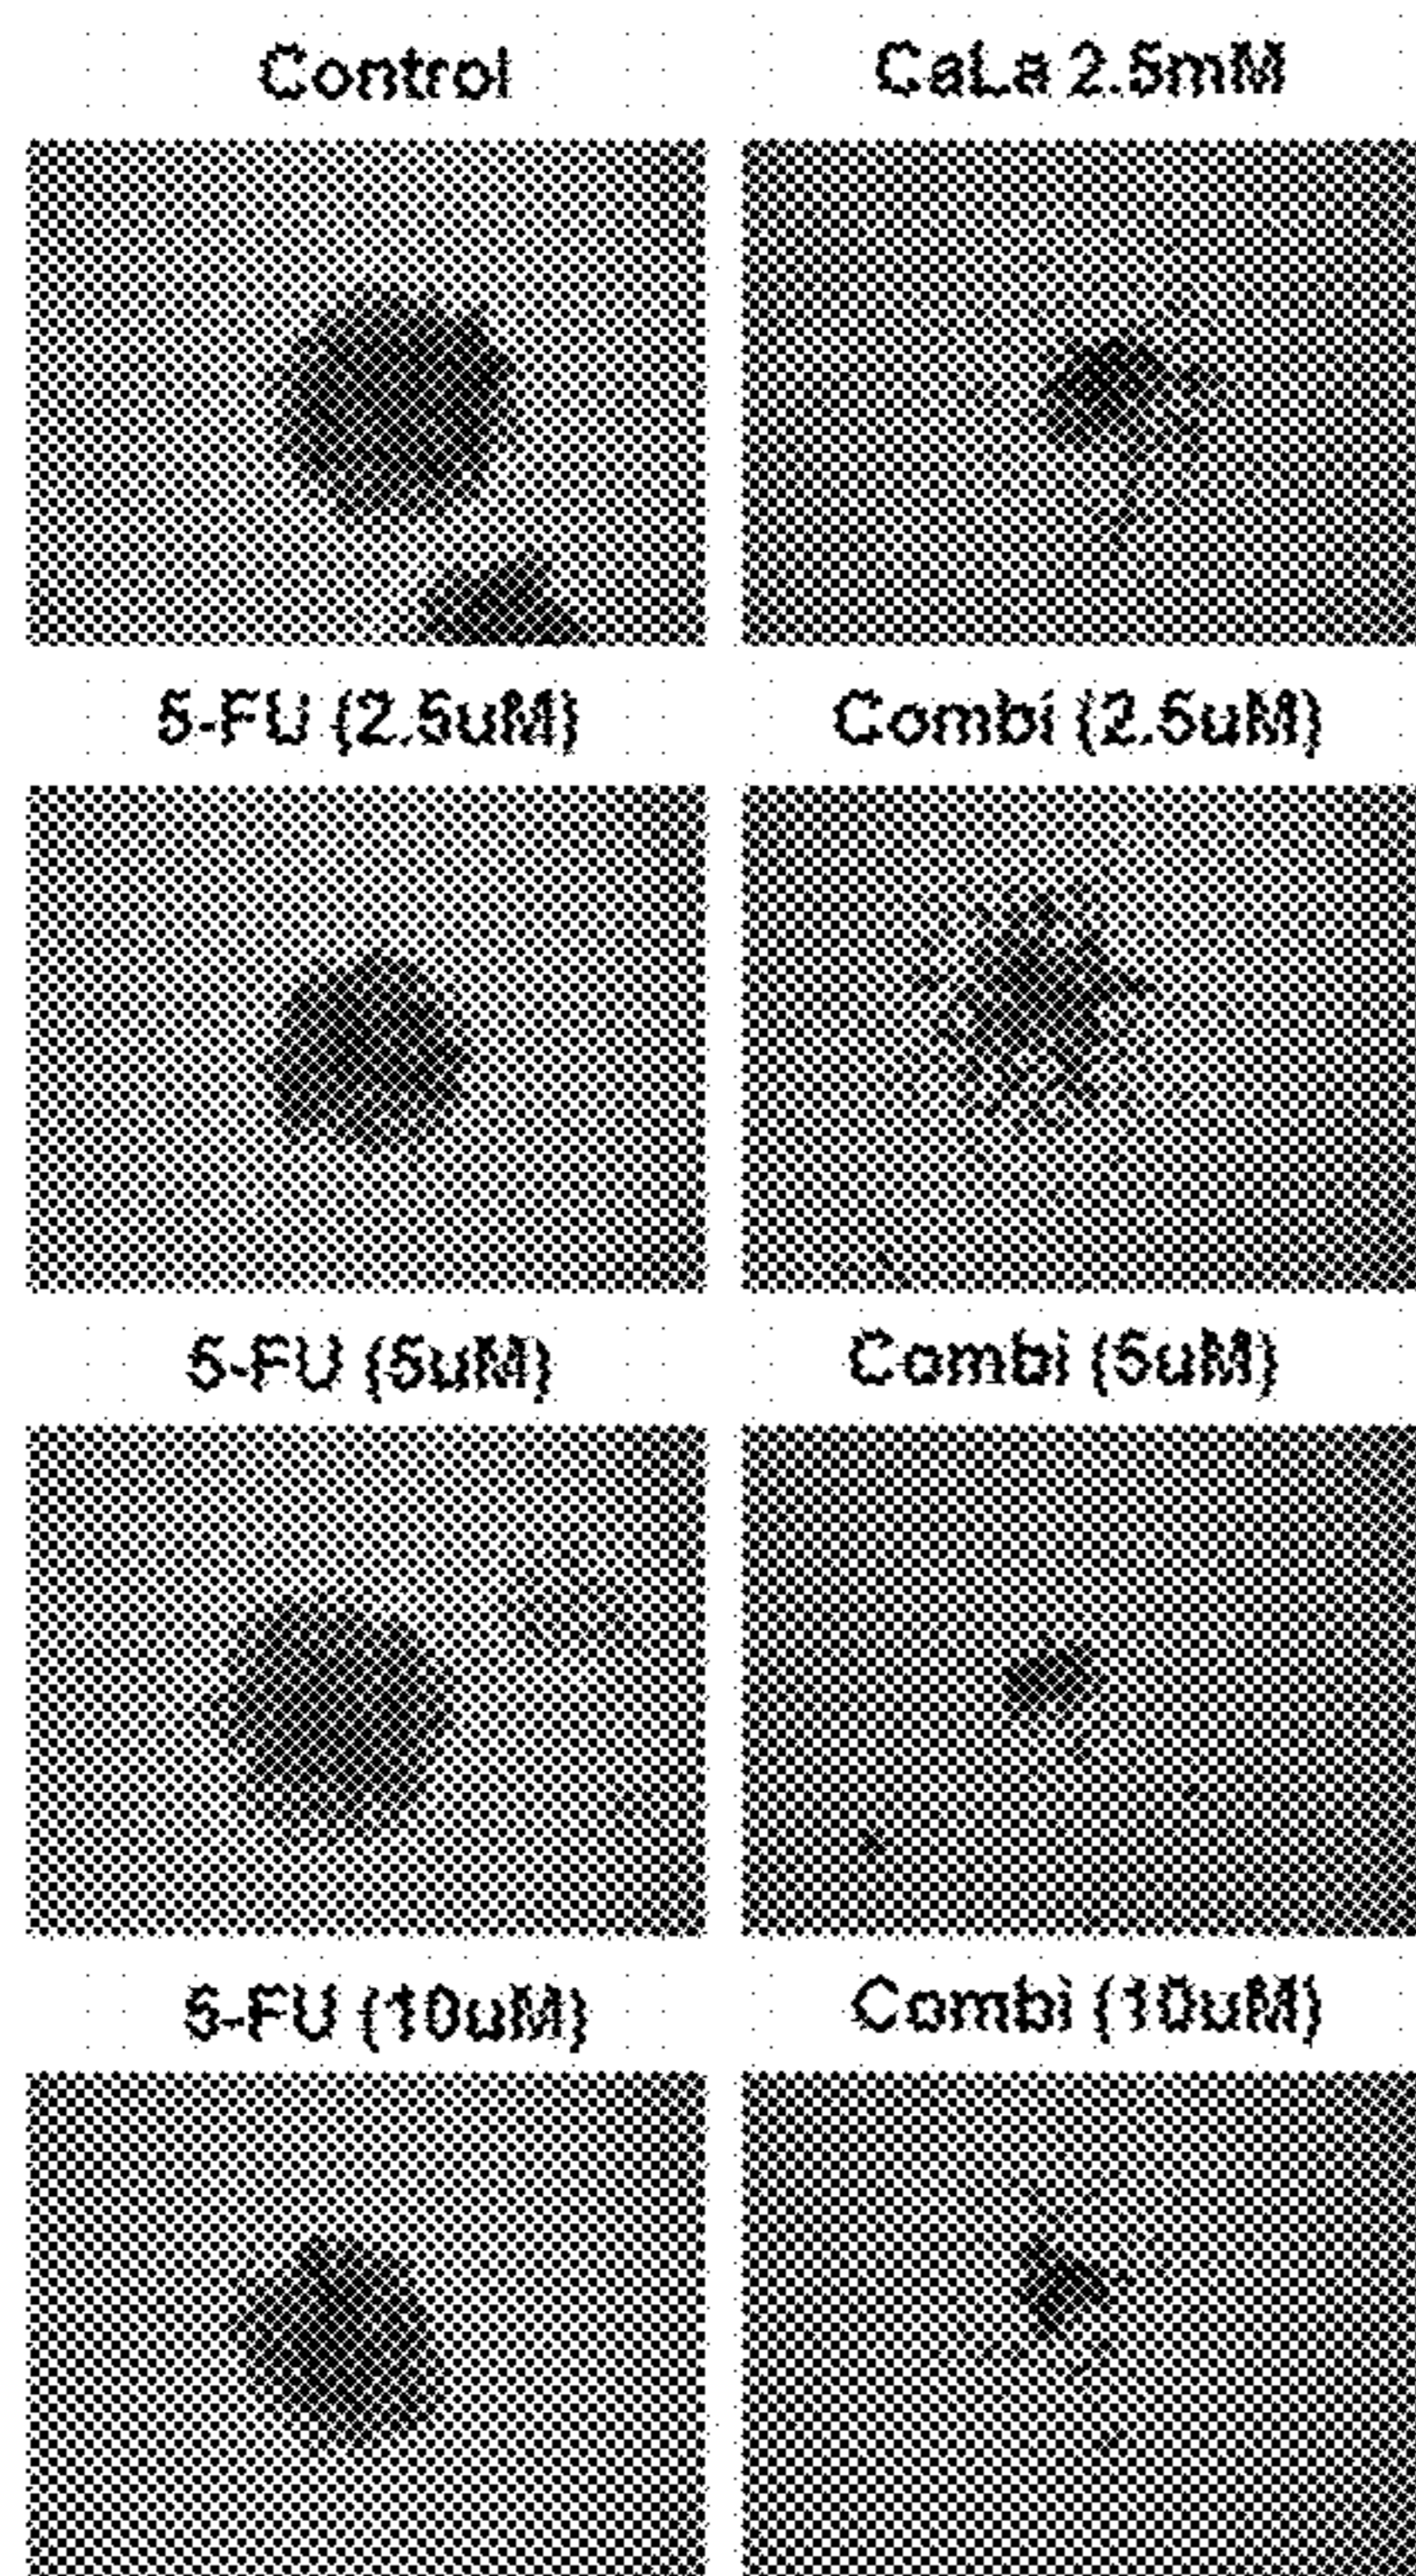 Control
CaLa 2.5mM
5-FU (2.5uM)
Combi (2.5uM)
5-FU (5uM)
Combi (5uM)
5-FU (10uM)
Combi (10uM)